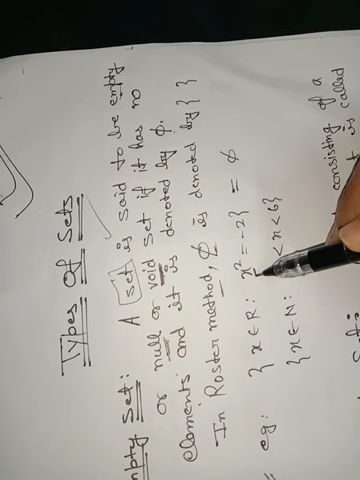 Types Of Sets
mpty Set: A set is said to be empty
or null or void set if it has no
elements and it is denoted by φ.
In Roster method, φ is denoted by { }
eg: { x ∈ R: x² = -2} = φ
{ x ∈ N: < x < 6}
consisting of a
is called